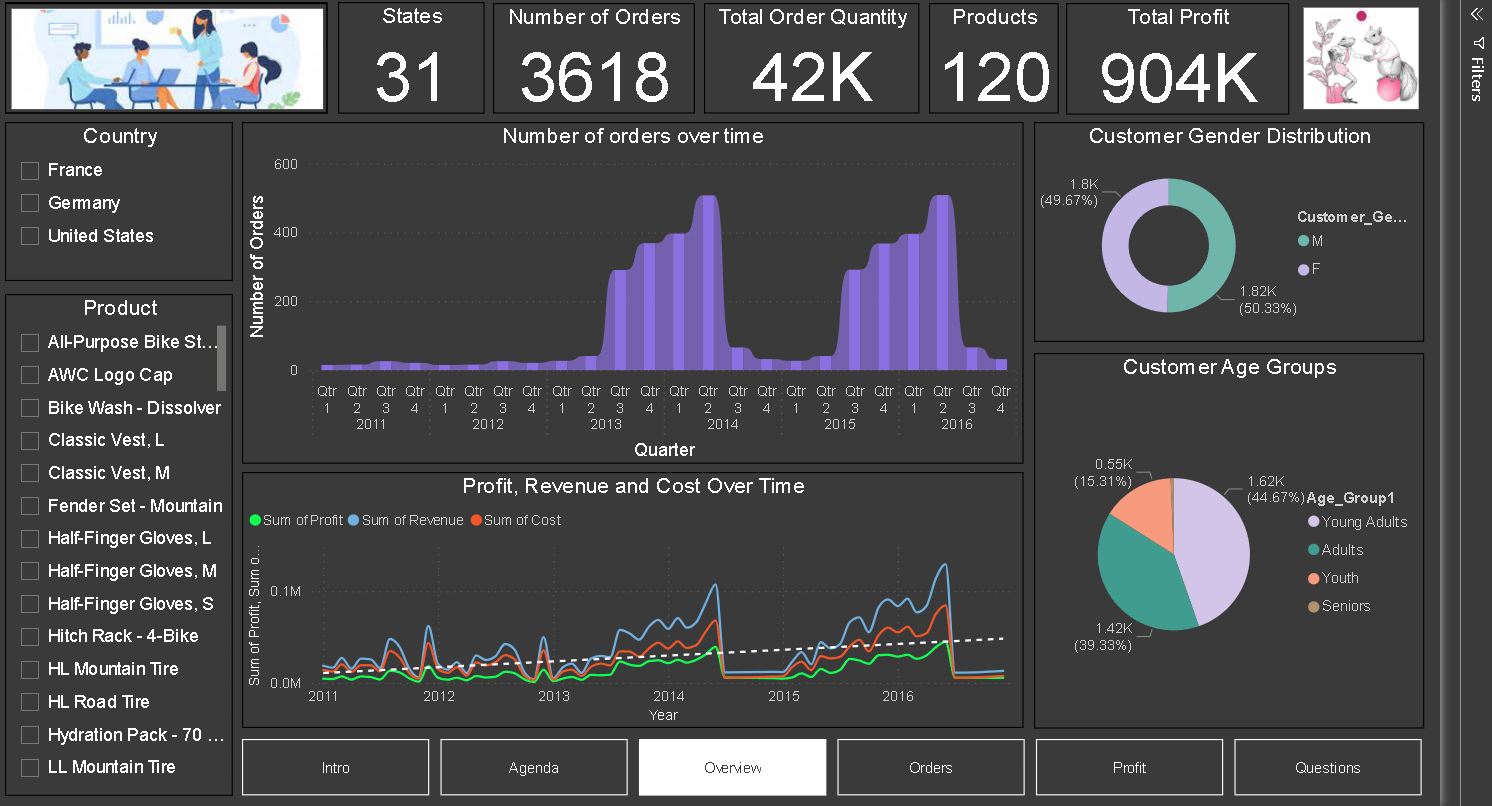 States
31
Number of Orders
3618
Total Order Quantity
42K
Products
120
Total Profit
904K
Filters
Country
France
Germany
United States
Product
All-Purpose Bike St...
AWC Logo Cap
Bike Wash - Dissolver
Classic Vest, L
Classic Vest, M
Fender Set - Mountain
Half-Finger Gloves, L
Half-Finger Gloves, M
Half-Finger Gloves, S
Hitch Rack - 4-Bike
HL Mountain Tire
HL Road Tire
Hydration Pack - 70 ...
LL Mountain Tire
Number of orders over time
Number of Orders
600
400
200
0
Qtr Qtr Qtr Qtr Qtr Qtr Qtr Qtr Qtr Qtr Qtr Qtr Qtr Qtr Qtr Qtr Qtr Qtr Qtr Qtr Qtr Qtr Qtr Qtr
1 2 3 4 1 2 3 4 1 2 3 4 1 2 3 4 1 2 3 4 1 2 3 4
2011 2012 2013 2014 2015 2016
Quarter
Profit, Revenue and Cost Over Time
Sum of Profit Sum of Revenue Sum of Cost
Sum of Profit, Sum o...
0.1M
0.0M
2011 2012 2013 2014 2015 2016
Year
Customer Gender Distribution
1.8K
(49.67%)
1.82K
(50.33%)
Customer_Ge...
M
F
Customer Age Groups
0.55K
(15.31%)
1.62K
(44.67%)
1.42K
(39.33%)
Age_Group1
Young Adults
Adults
Youth
Seniors
Intro
Agenda
Overview
Orders
Profit
Questions